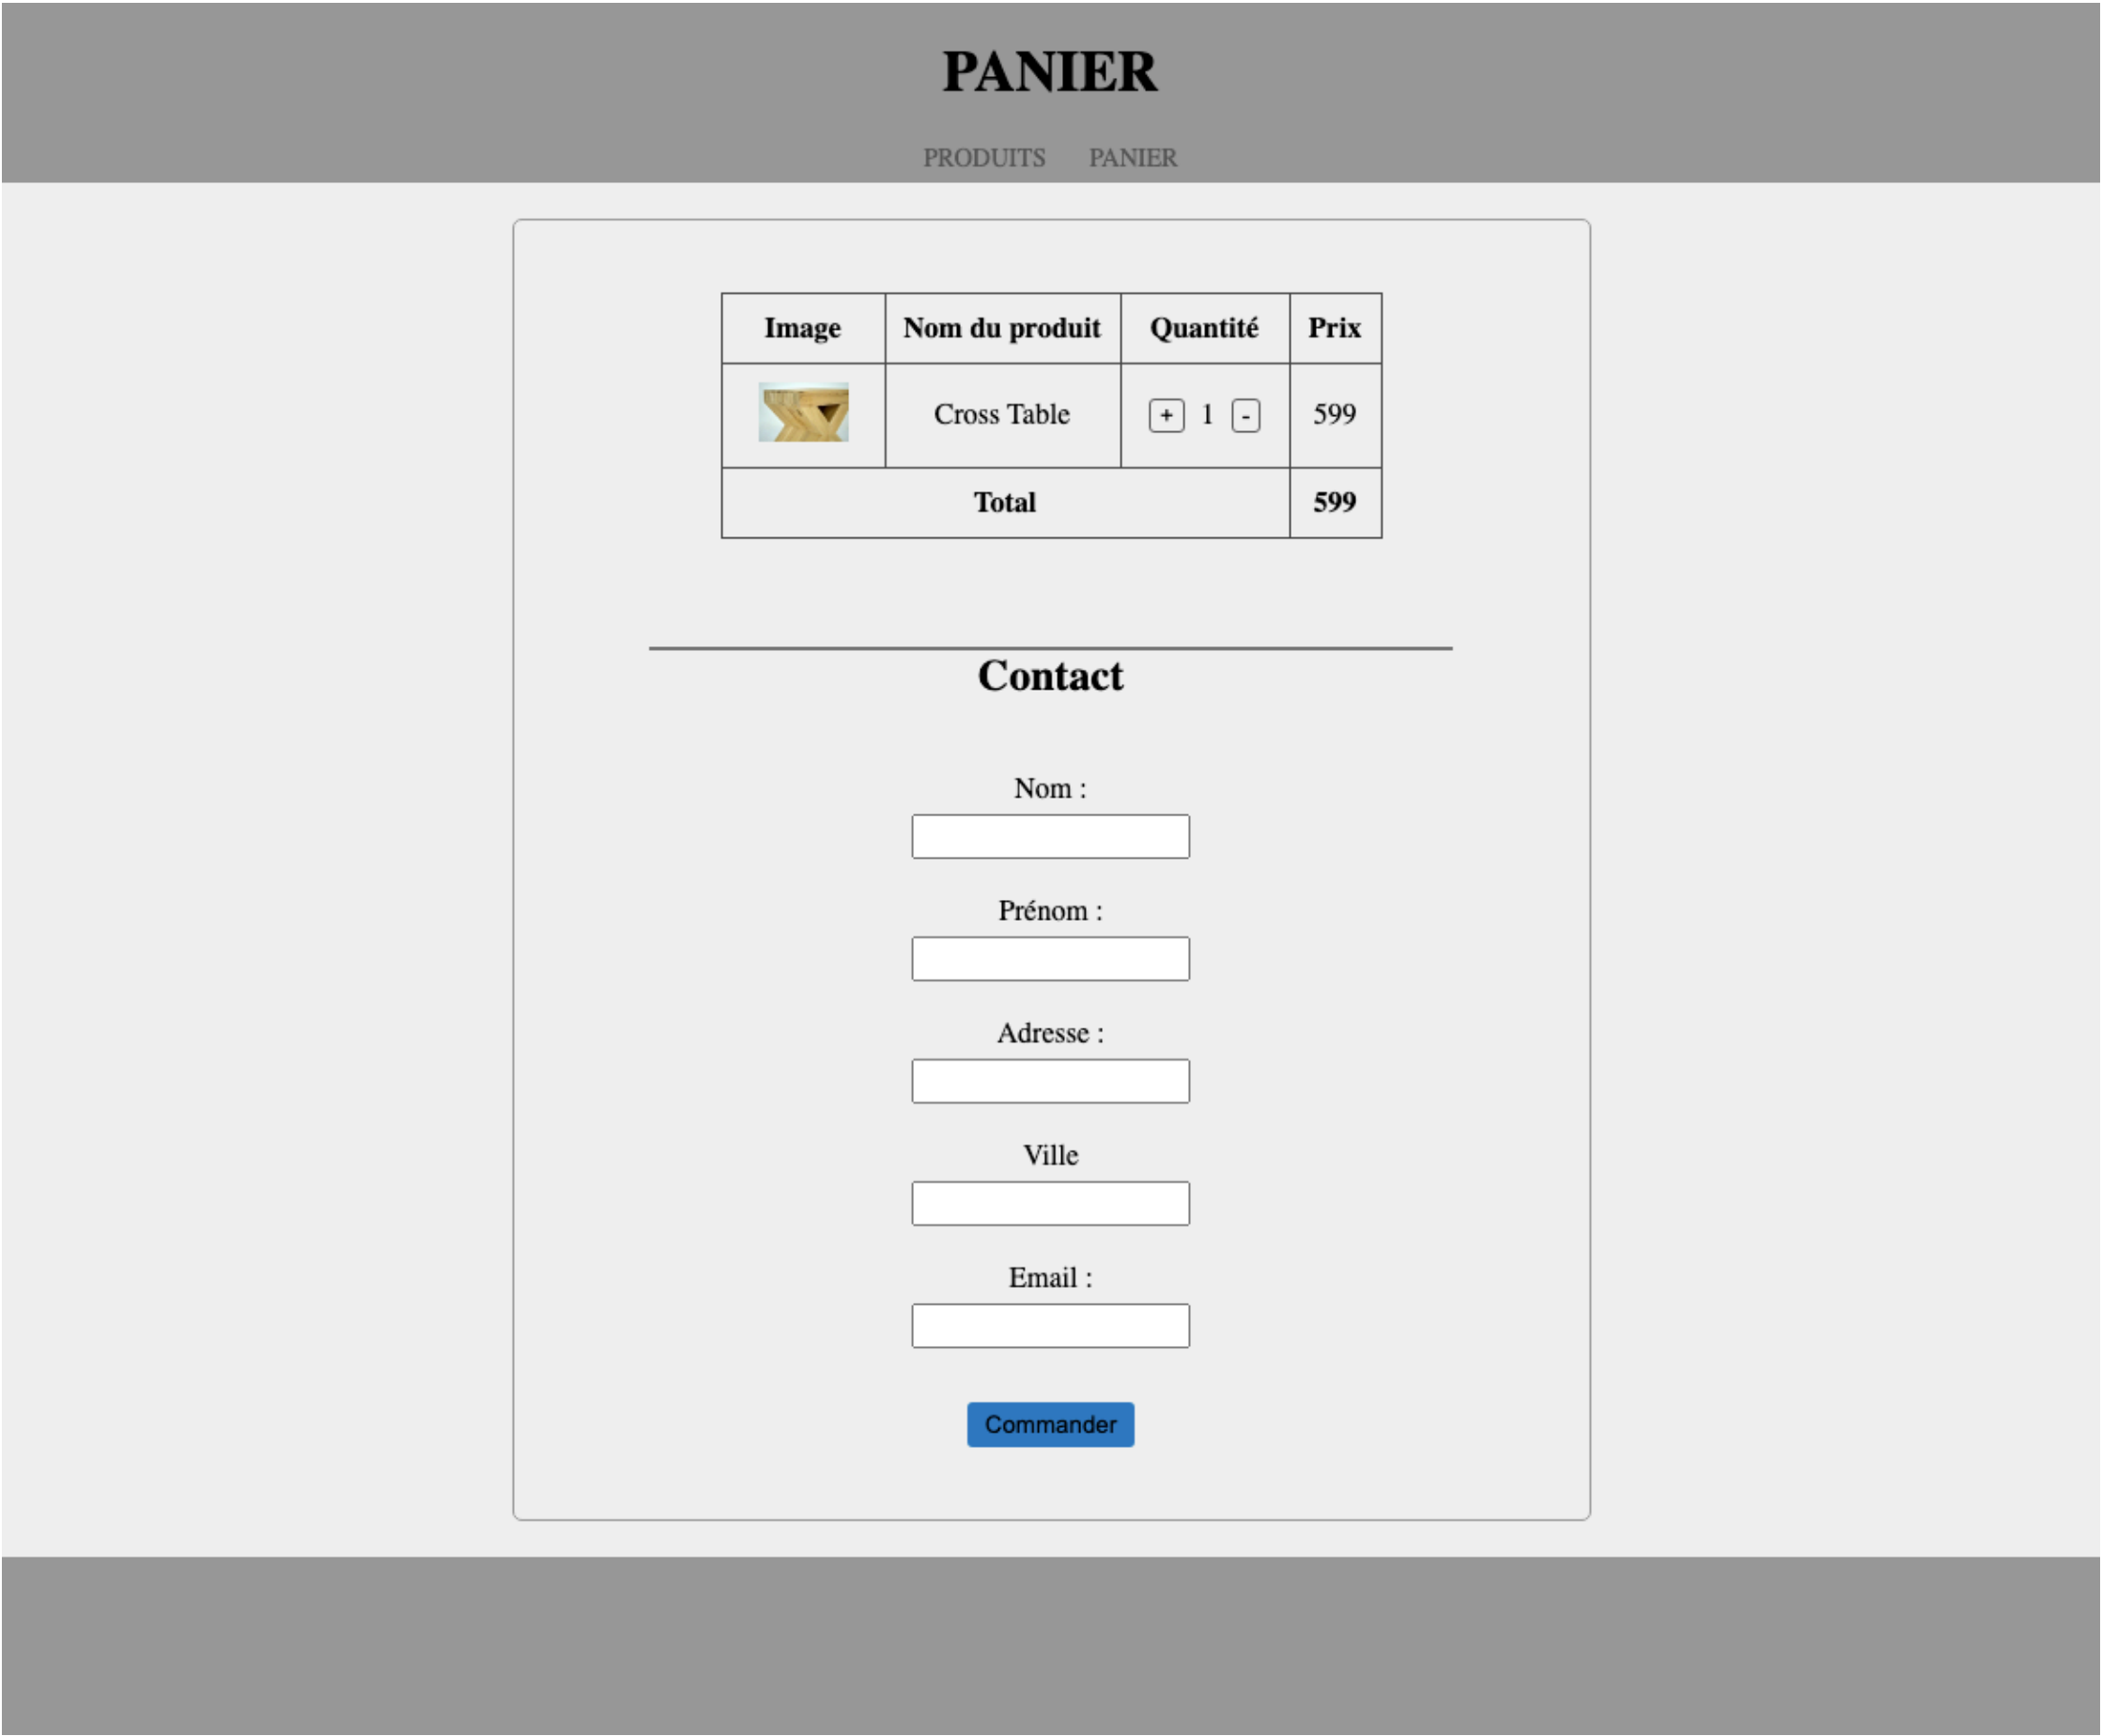 PANIER
PRODUITS PANIER
Image Nom du produit Quantité Prix
Cross Table + 1 - 599
Total 599
Contact
Nom :
Prénom :
Adresse :
Ville
Email :
Commander